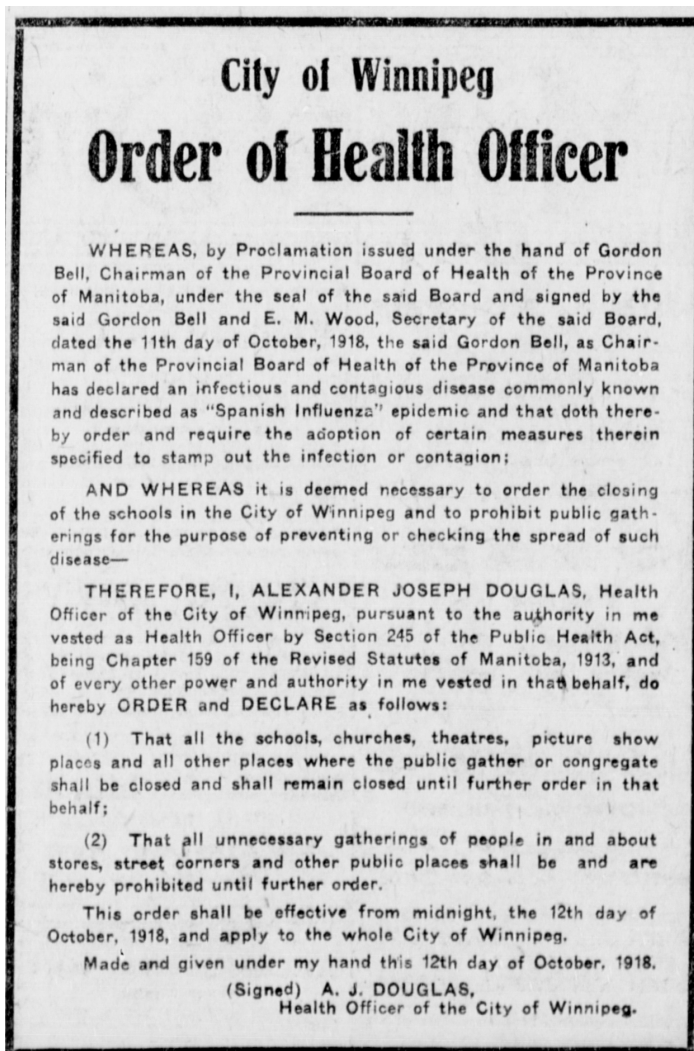 City of Winnipeg
Order of Health Officer
WHEREAS, by Proclamation issued under the hand of Gordon
Bell, Chairman of the Provincial Board of Health of the Province
of Manitoba, under the seal of the said Board and signed by the
said Gordon Bell and E. M. Wood, Secretary of the said Board,
dated the 11th day of October, 1918, the said Gordon Bell, as Chair-
man of the Provincial Board of Health of the Province of Manitoba
has declared an infectious and contagious disease commonly known
and described as "Spanish Influenza" epidemic and that doth there-
by order and require the adoption of certain measures therein
specified to stamp out the infection or contagion;
AND WHEREAS it is deemed necessary to order the closing
of the schools in the City of Winnipeg and to prohibit public gath-
erings for the purpose of preventing or checking the spread of such
disease—
THEREFORE, I, ALEXANDER JOSEPH DOUGLAS, Health
Officer of the City of Winnipeg, pursuant to the authority in me
vested as Health Officer by Section 245 of the Public Health Act,
being Chapter 159 of the Revised Statutes of Manitoba, 1913, and
of every other power and authority in me vested in that behalf, do
hereby ORDER and DECLARE as follows:
(1) That all the schools, churches, theatres, picture show
places and all other places where the public gather or congregate
shall be closed and shall remain closed until further order in that
behalf;
(2) That all unnecessary gatherings of people in and about
stores, street corners and other public places shall be and are
hereby prohibited until further order.
This order shall be effective from midnight, the 12th day of
October, 1918, and apply to the whole City of Winnipeg.
Made and given under my hand this 12th day of October, 1918.
(Signed) A. J. DOUGLAS,
Health Officer of the City of Winnipeg.